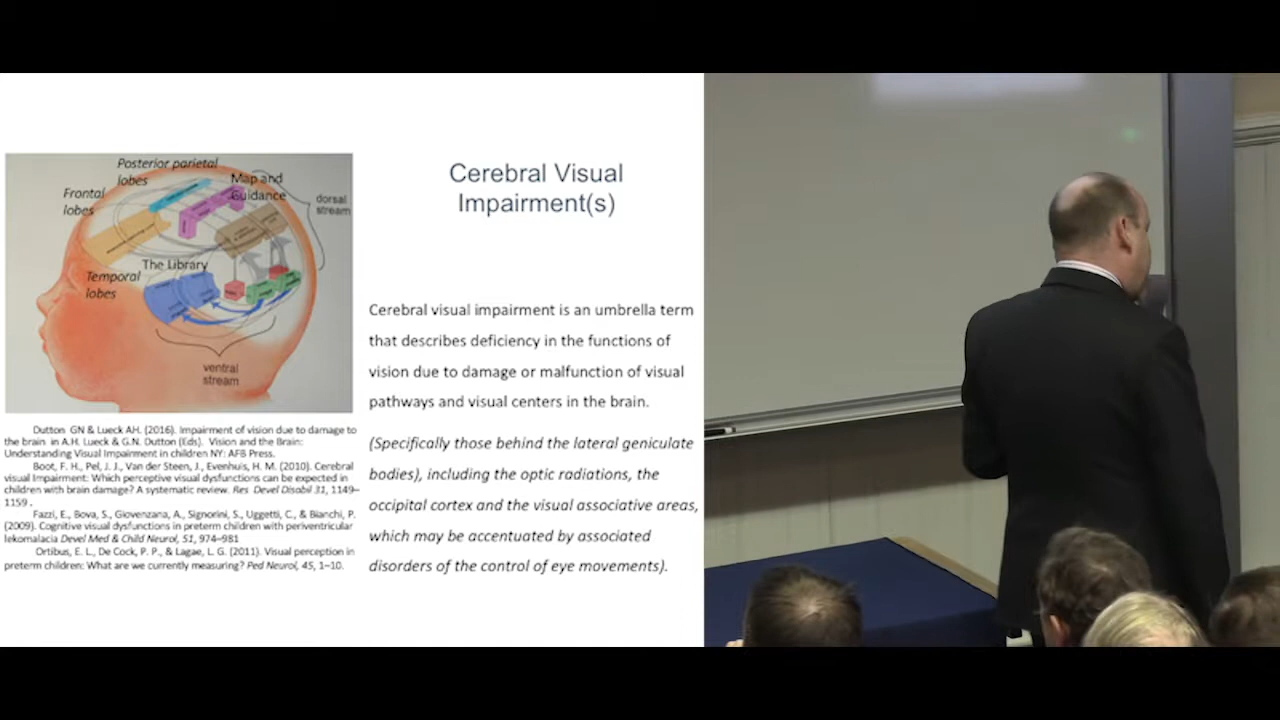 Cerebral Visual
Impairment(s)
Posterior parietal
lobes
Map and
Guidance
Frontal
lobes
dorsal
stream
The Library
Temporal
lobes
ventral
stream
Cerebral visual impairment is an umbrella term
that describes deficiency in the functions of
vision due to damage or malfunction of visual
pathways and visual centers in the brain.
(Specifically those behind the lateral geniculate
bodies), including the optic radiations, the
occipital cortex and the visual associative areas,
which may be accentuated by associated
disorders of the control of eye movements).
Dutton GN & Lueck AH. (2016). Impairment of vision due to damage to
the brain in A.H. Lueck & G.N. Dutton (Eds). Vision and the Brain:
Understanding Visual Impairment in children NY: AFB Press.
Boot, F. H., Pel, J. J., Van der Steen, J., Evenhuis, H. M. (2010). Cerebral
visual Impairment: Which perceptive visual dysfunctions can be expected in
children with brain damage? A systematic review. Res Devel Disabil 31, 1149–
1159 .
Fazzi, E., Bova, S., Giovenzana, A., Signorini, S., Uggetti, C., & Bianchi, P.
(2009). Cognitive visual dysfunctions in preterm children with periventricular
lekomalacia Devel Med & Child Neurol, 51, 974–981
Ortibus, E. L., De Cock, P. P., & Lagae, L. G. (2011). Visual perception in
preterm children: What are we currently measuring? Ped Neurol, 45, 1–10.